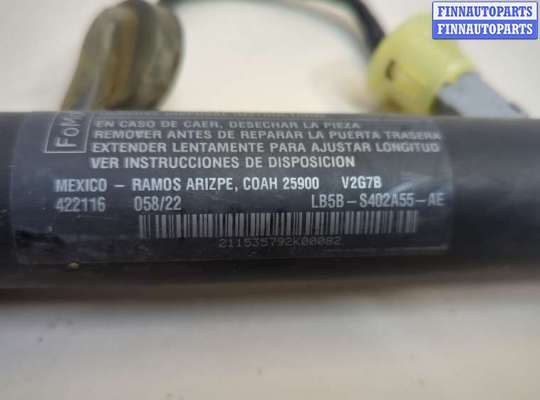 FINNAUTOPARTS
FINNAUTOPARTS
FINNAUTOPARTS
FoMo
EN CASO DE CAER, DESECHAR LA PIEZA
REMOVER ANTES DE REPARAR LA PUERTA TRASERA
EXTENDER LENTAMENTE PARA AJUSTAR LONGITUD
VER INSTRUCCIONES DE DISPOSICION
MEXICO - RAMOS ARIZPE, COAH 25900 V2G7B
422116 058/22 LB5B-S402A55-AE
211535792K00082